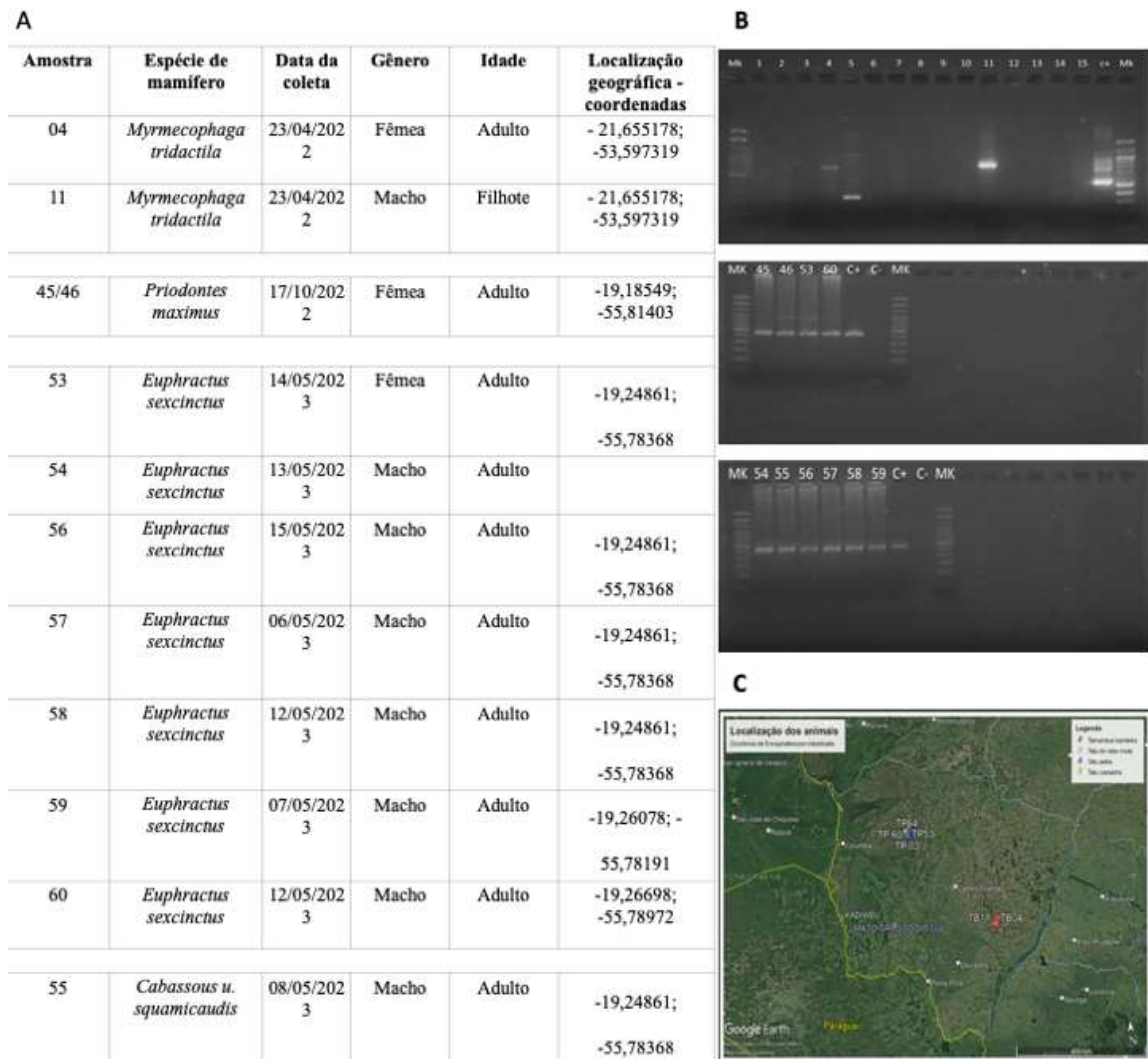 A
Amostra
Espécie de
mamífero
Data da
coleta
Gênero
Idade
Localização
geográfica -
coordenadas
04
Myrmecophaga
tridactila
23/04/202
2
Fêmea
Adulto
- 21,655178;
-53,597319
11
Myrmecophaga
tridactila
23/04/202
2
Macho
Filhote
- 21,655178;
-53,597319
45/46
Priodontes
maximus
17/10/202
2
Fêmea
Adulto
-19,18549;
-55,81403
53
Euphractus
sexcinctus
14/05/202
3
Fêmea
Adulto
-19,24861;
-55,78368
54
Euphractus
sexcinctus
13/05/202
3
Macho
Adulto
56
Euphractus
sexcinctus
15/05/202
3
Macho
Adulto
-19,24861;
-55,78368
57
Euphractus
sexcinctus
06/05/202
3
Macho
Adulto
-19,24861;
-55,78368
58
Euphractus
sexcinctus
12/05/202
3
Macho
Adulto
-19,24861;
-55,78368
59
Euphractus
sexcinctus
07/05/202
3
Macho
Adulto
-19,26078; -
55,78191
60
Euphractus
sexcinctus
12/05/202
3
Macho
Adulto
-19,26698;
-55,78972
55
Cabassous u.
squamicaudis
08/05/202
3
Macho
Adulto
-19,24861;
-55,78368
B
Mk 1 2 3 4 5 6 7 8 9 10 11 12 13 14 15 c+ Mk
MK 45 46 53 60 C+ C- MK
MK 54 55 56 57 58 59 C+ C- MK
C
Localização dos animais
Legenda
Corumbá
Campo Grande
KADIWEU
MATO GROSSO DO SUL
TB04
Paraguai
Google Earth
N